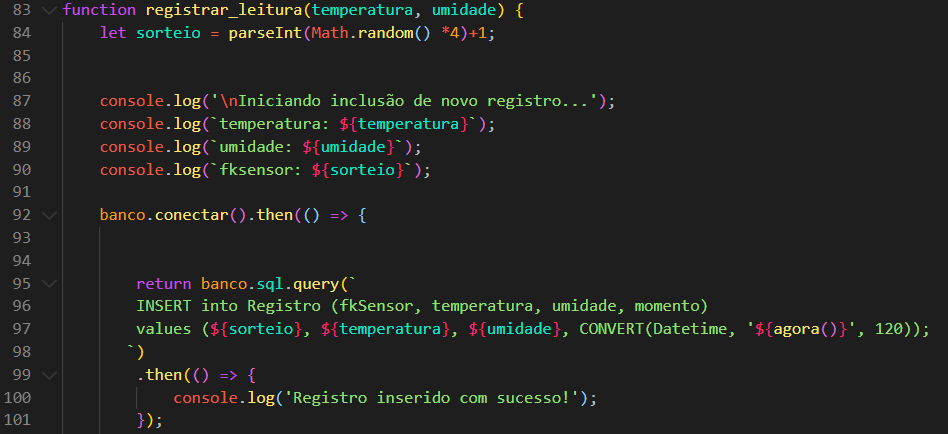 83 function registrar_leitura(temperatura, umidade) {
84 let sorteio = parseInt(Math.random() *4)+1;
85
86
87 console.log('\nIniciando inclusão de novo registro...');
88 console.log(`temperatura: ${temperatura}`);
89 console.log(`umidade: ${umidade}`);
90 console.log(`fksensor: ${sorteio}`);
91
92 banco.conectar().then(() => {
93
94
95 return banco.sql.query(`
96 INSERT into Registro (fkSensor, temperatura, umidade, momento)
97 values (${sorteio}, ${temperatura}, ${umidade}, CONVERT(Datetime, '${agora()}', 120));
98 `)
99 .then(() => {
100 console.log('Registro inserido com sucesso!');
101 });